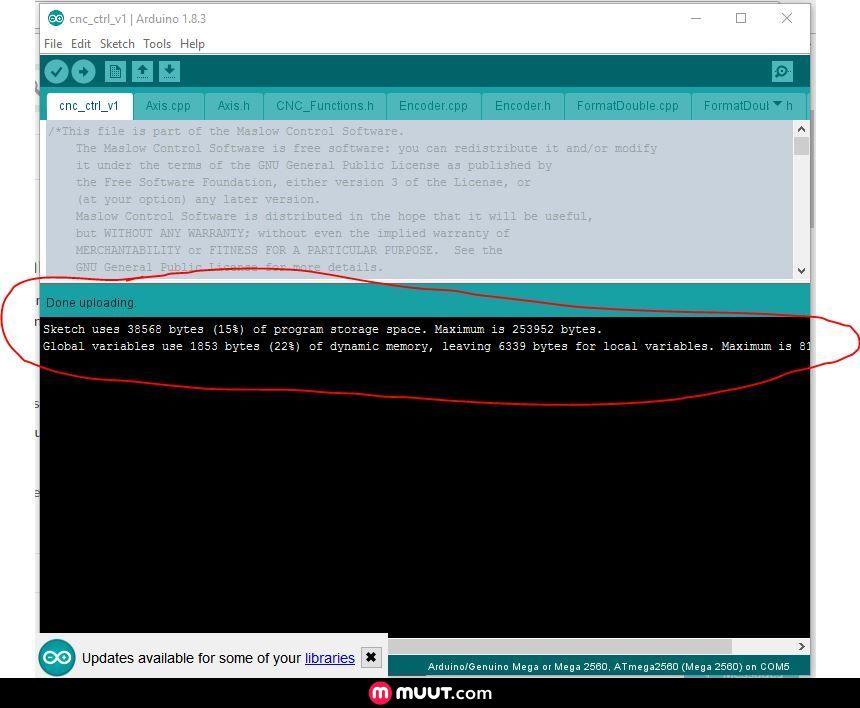 cnc_ctrl_v1 | Arduino 1.8.3
File Edit Sketch Tools Help
cnc_ctrl_v1 Axis.cpp Axis.h CNC_Functions.h Encoder.cpp Encoder.h FormatDouble.cpp FormatDoul h
/*This file is part of the Maslow Control Software.
The Maslow Control Software is free software: you can redistribute it and/or modify
it under the terms of the GNU General Public License as published by
the Free Software Foundation, either version 3 of the License, or
(at your option) any later version.
Maslow Control Software is distributed in the hope that it will be useful,
but WITHOUT ANY WARRANTY; without even the implied warranty of
MERCHANTABILITY or FITNESS FOR A PARTICULAR PURPOSE. See the
GNU General Public License for more details.
Done uploading.
Sketch uses 38568 bytes (15%) of program storage space. Maximum is 253952 bytes.
Global variables use 1853 bytes (22%) of dynamic memory, leaving 6339 bytes for local variables. Maximum is 81
Updates available for some of your libraries
Arduino/Genuino Mega or Mega 2560, ATmega2560 (Mega 2560) on COM5
muut.com